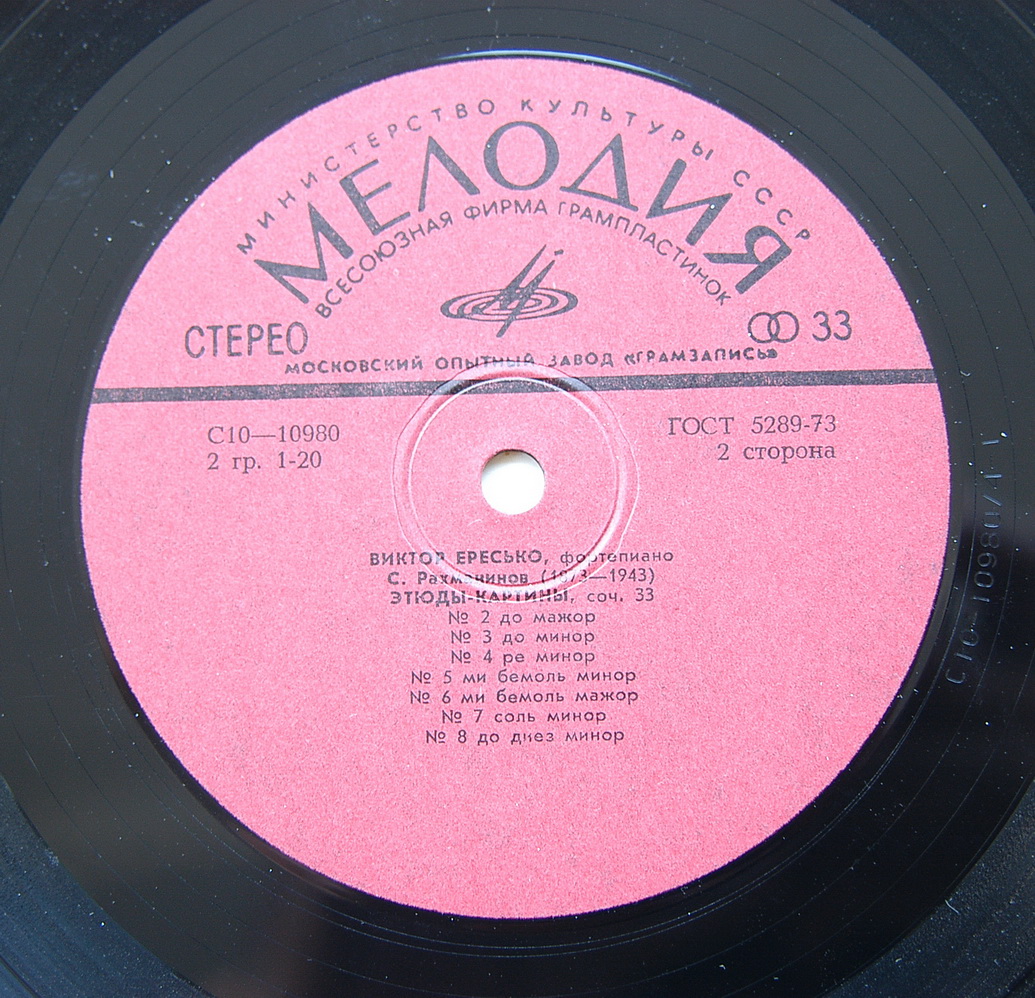 МИНИСТЕРСТВО КУЛЬТУРЫ СССР
МЕЛОДИЯ
ВСЕСОЮЗНАЯ ФИРМА ГРАМПЛАСТИНОК
СТЕРЕО
33
МОСКОВСКИЙ ОПЫТНЫЙ ЗАВОД «ГРАМЗАПИСЬ»
С10—10980
ГОСТ 5289-73
2 гр. 1-20
2 сторона
ВИКТОР ЕРЕСЬКО, фортепиано
С. Рахманинов (1873—1943)
ЭТЮДЫ-КАРТИНЫ, соч. 33
№ 2 до мажор
№ 3 до минор
№ 4 ре минор
№ 5 ми бемоль минор
№ 6 ми бемоль мажор
№ 7 соль минор
№ 8 до диез минор